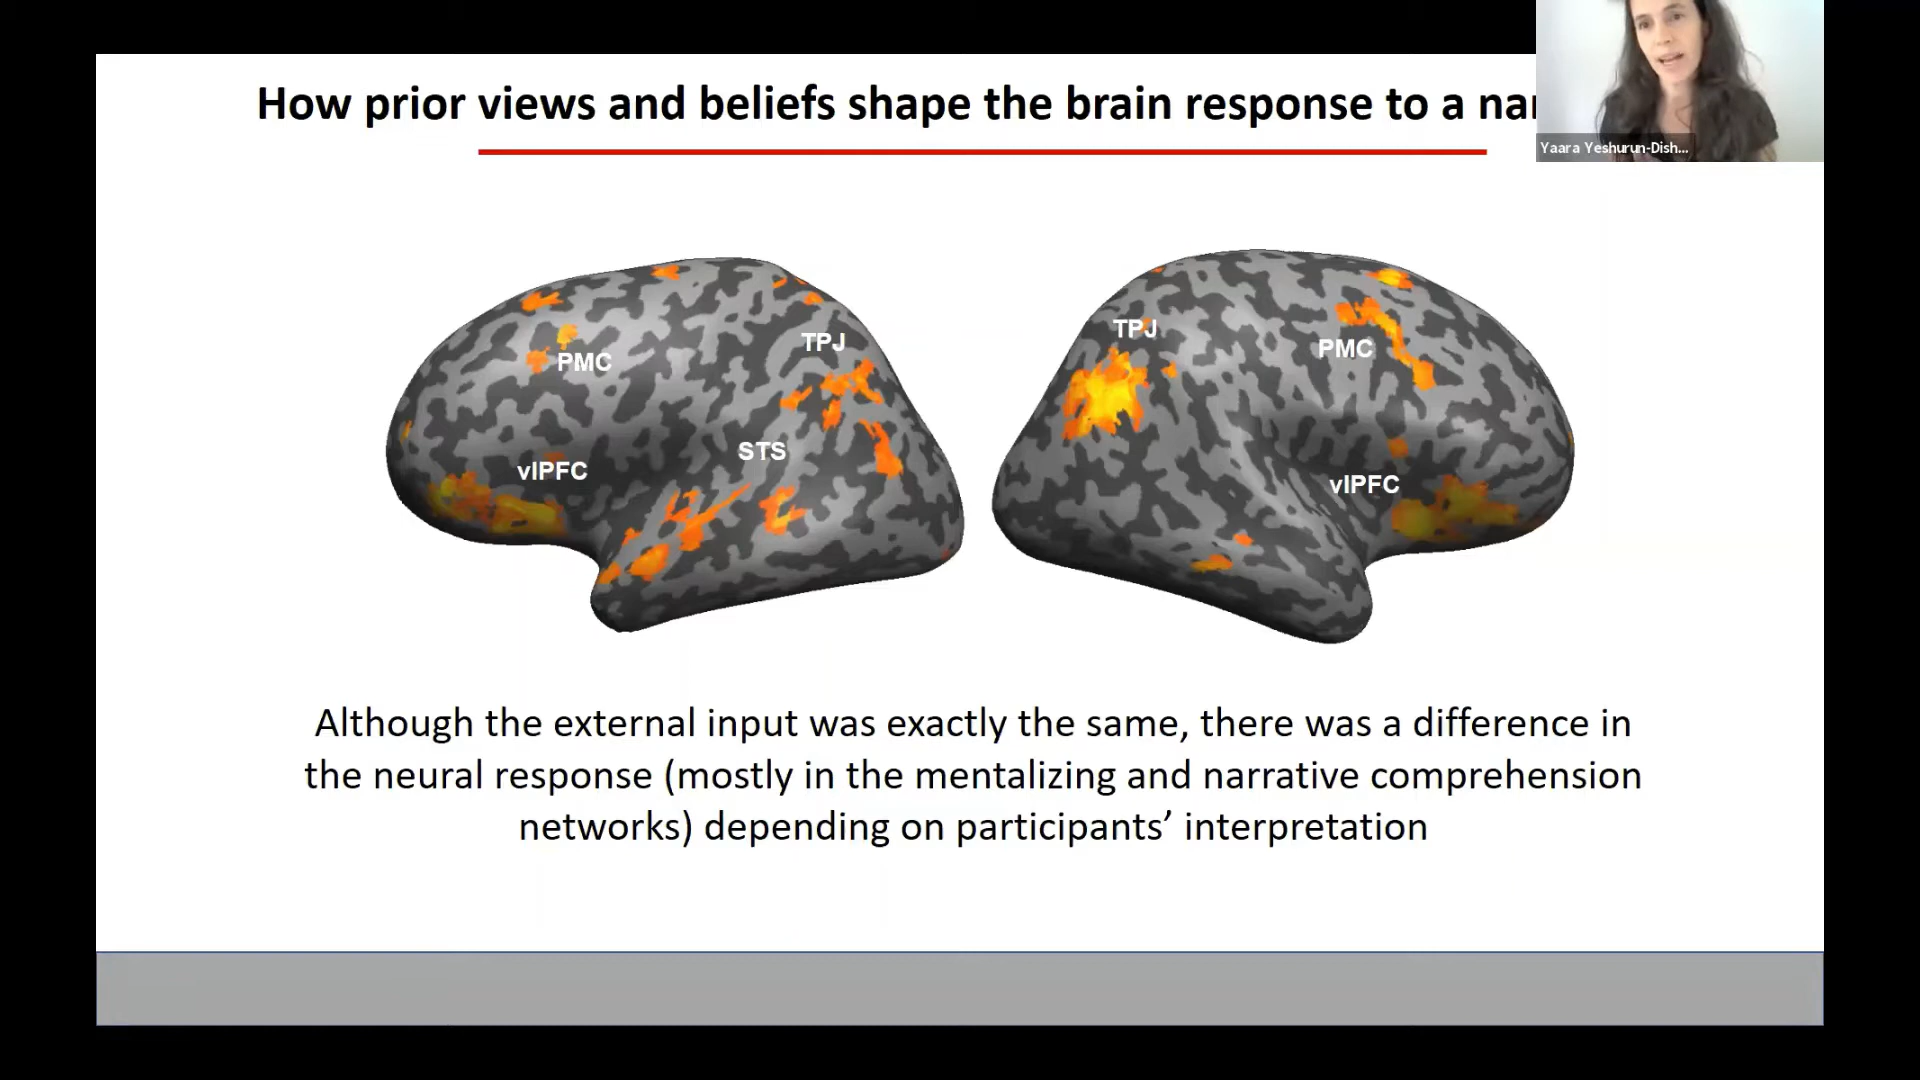 How prior views and beliefs shape the brain response to a nar
Yaara Yeshurun-Dish...
TPJ
TPJ
PMC
PMC
STS
vlPFC
vlPFC
Although the external input was exactly the same, there was a difference in
the neural response (mostly in the mentalizing and narrative comprehension
networks) depending on participants’ interpretation